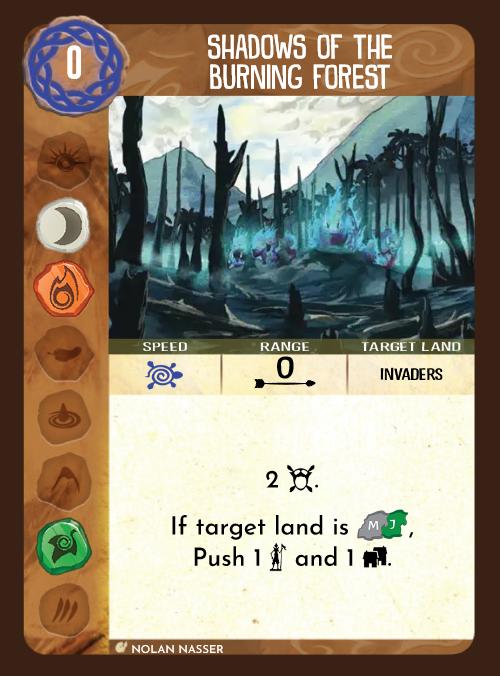 0
SHADOWS OF THE
BURNING FOREST
SPEED RANGE TARGET LAND
0 INVADERS
2 .
If target land is M J ,
Push 1 and 1 .
NOLAN NASSER